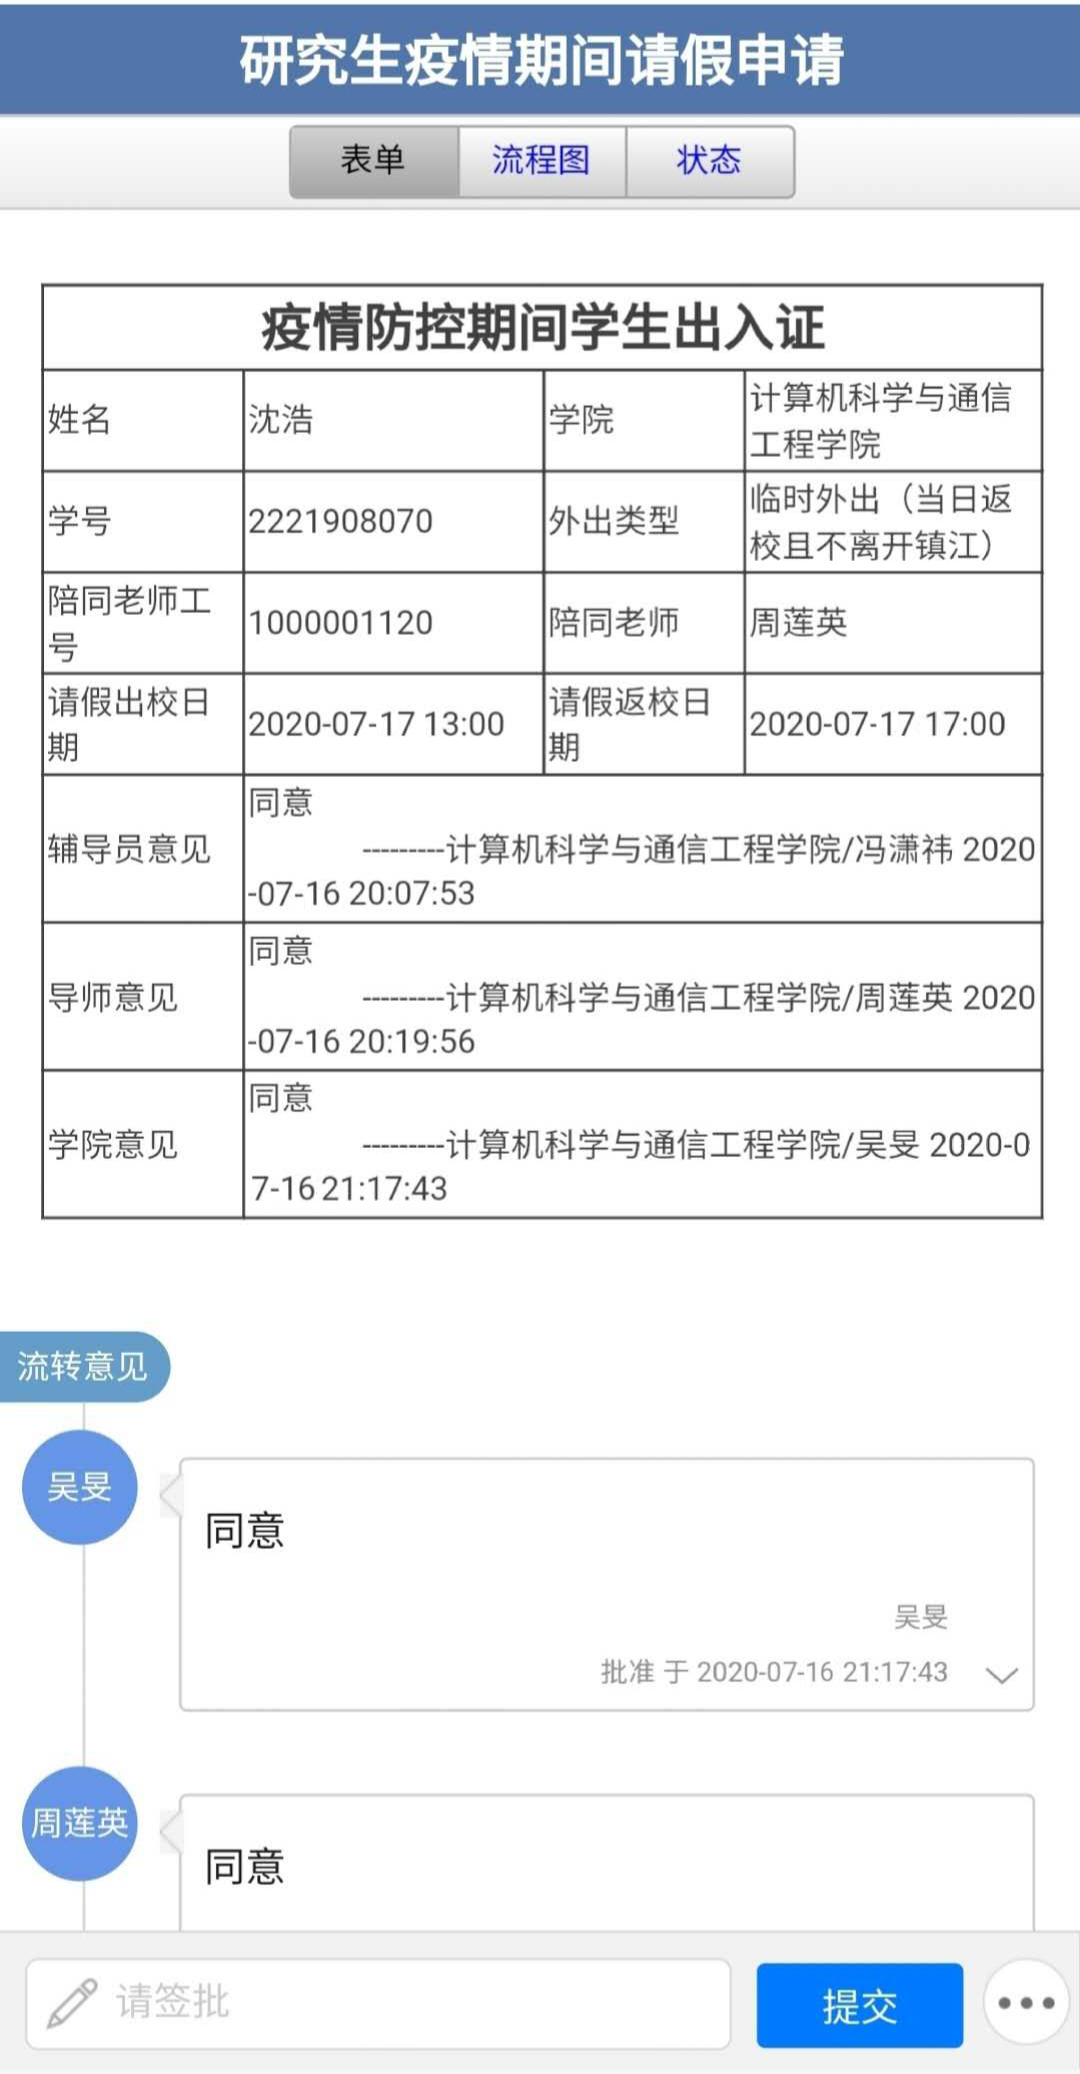 研究生疫情期间请假申请
表单 流程图 状态
疫情防控期间学生出入证
姓名 沈浩 学院 计算机科学与通信
工程学院
学号 2221908070 外出类型 临时外出（当日返
校且不离开镇江）
陪同老师工
号 1000001120 陪同老师 周莲英
请假出校日
期 2020-07-17 13:00 请假返校日
期 2020-07-17 17:00
辅导员意见
同意
---------计算机科学与通信工程学院/冯潇祎 2020
-07-16 20:07:53
导师意见
同意
---------计算机科学与通信工程学院/周莲英 2020
-07-16 20:19:56
学院意见
同意
---------计算机科学与通信工程学院/吴旻 2020-0
7-16 21:17:43
流转意见
吴旻
同意
吴旻
批准 于 2020-07-16 21:17:43
周莲英
同意
请签批
提交